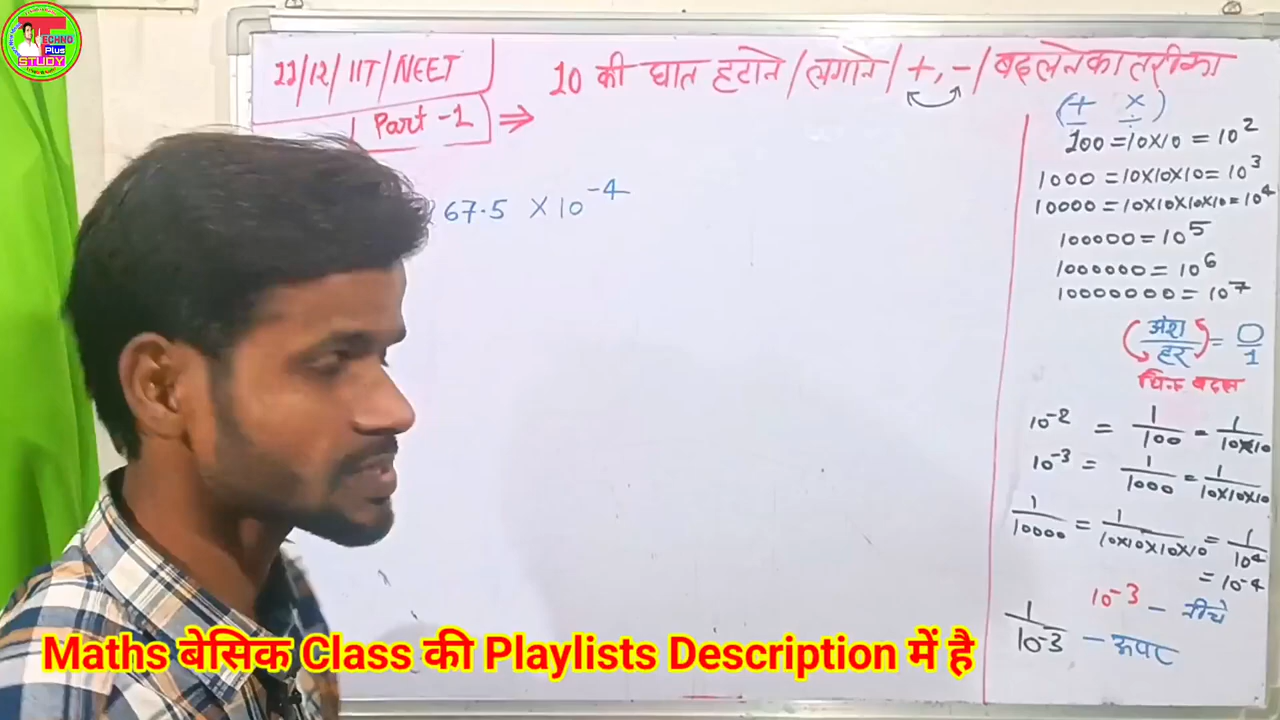 TECHNO
Plus
STUDY
11/12/IIT/NEET
Part-1 ⇒
10 की घात हटाने/लगाने/+,-/बदलने का तरीका
67.5 × 10⁻⁴
(+ × -̣ ÷)
100 = 10×10 = 10²
1000 = 10×10×10 = 10³
10000 = 10×10×10×10 = 10⁴
100000 = 10⁵
1000000 = 10⁶
10000000 = 10⁷
(अंश/हर) = 0/1
चिन्ह बदल
10⁻² = 1/100 = 1/10×10
10⁻³ = 1/1000 = 1/10×10×10
1/10000 = 1/10×10×10×10 = 1/10⁴
= 10⁻⁴
10⁻³ - नीचे
1/10⁻³ - ऊपर
Maths बेसिक Class की Playlists Description में है